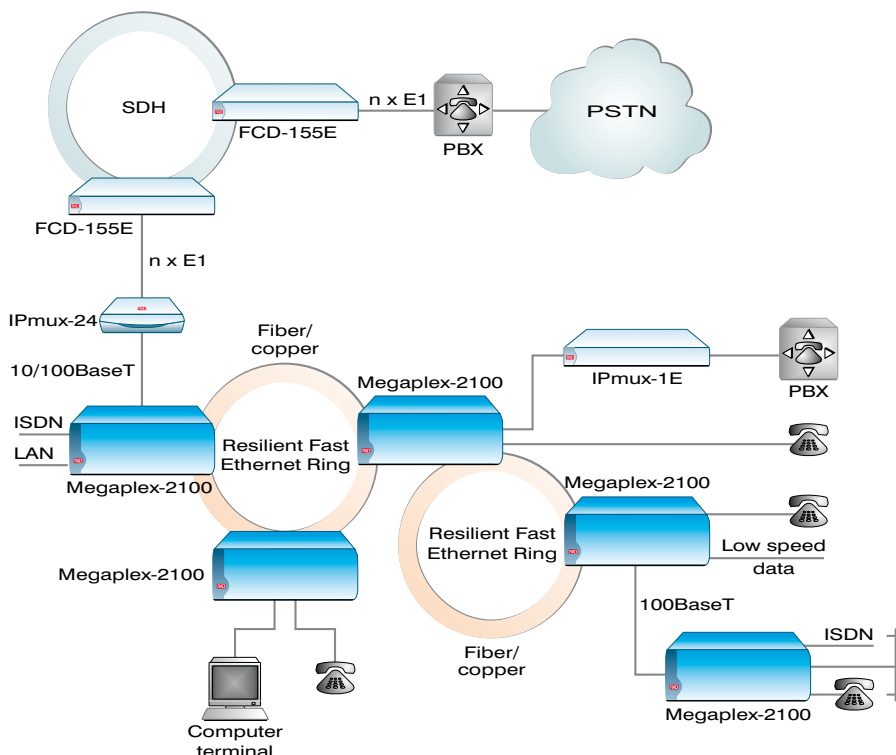 SDH
FCD-155E
n x E1
PBX
PSTN
FCD-155E
n x E1
IPmux-24
10/100BaseT
Fiber/
copper
Megaplex-2100
IPmux-1E
PBX
ISDN
LAN
Megaplex-2100
Resilient Fast
Ethernet Ring
Megaplex-2100
Megaplex-2100
Resilient Fast
Ethernet Ring
Low speed
data
100BaseT
Fiber/
copper
ISDN
Megaplex-2100
Computer
terminal